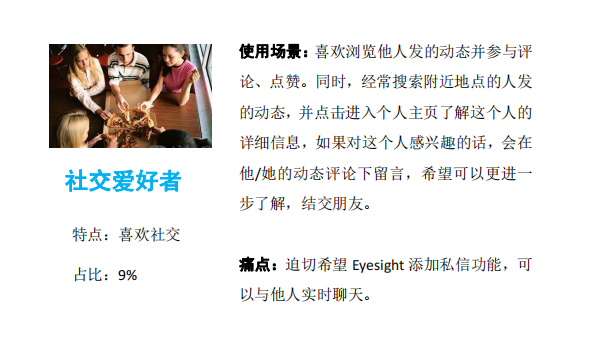 社交爱好者
特点：喜欢社交
占比：9%
使用场景：喜欢浏览他人发的动态并参与评
论、点赞。同时，经常搜索附近地点的人发
的动态，并点击进入个人主页了解这个人的
详细信息，如果对这个人感兴趣的话，会在
他/她的动态评论下留言，希望可以更进一
步了解，结交朋友。
痛点：迫切希望 Eyesight 添加私信功能，可
以与他人实时聊天。